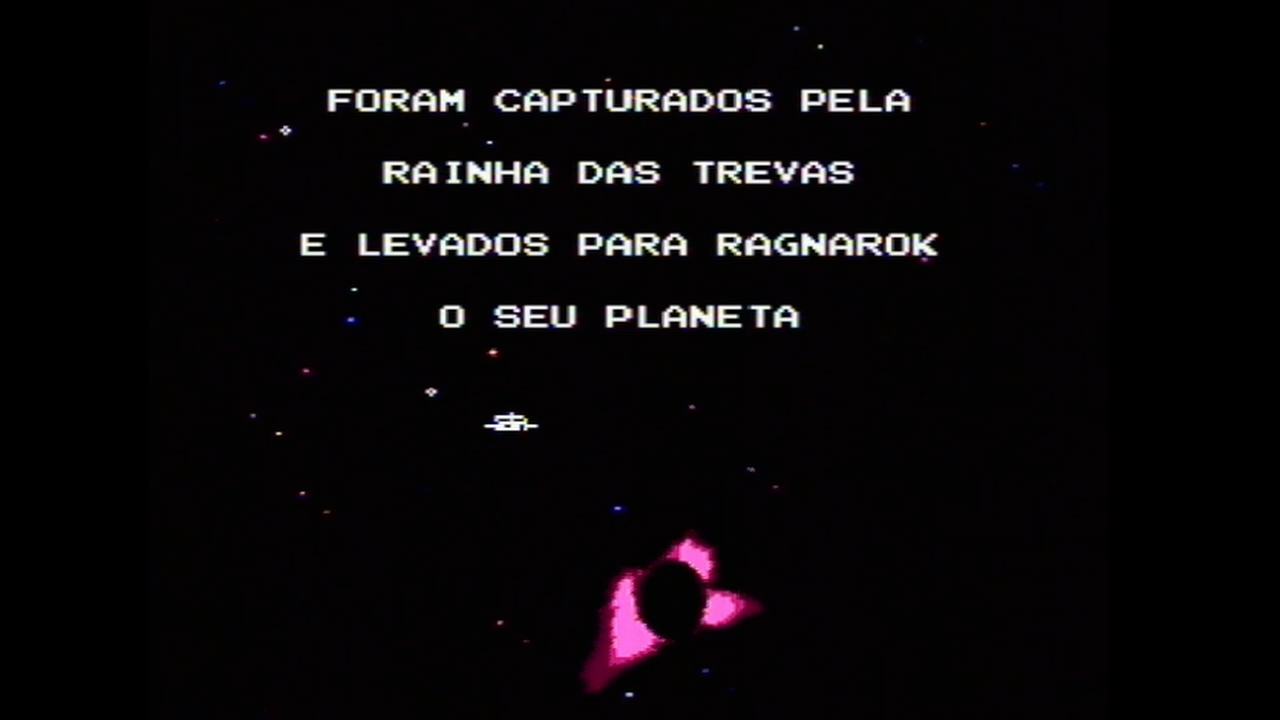 FORAM CAPTURADOS PELA
RAINHA DAS TREVAS
E LEVADOS PARA RAGNAROK
O SEU PLANETA